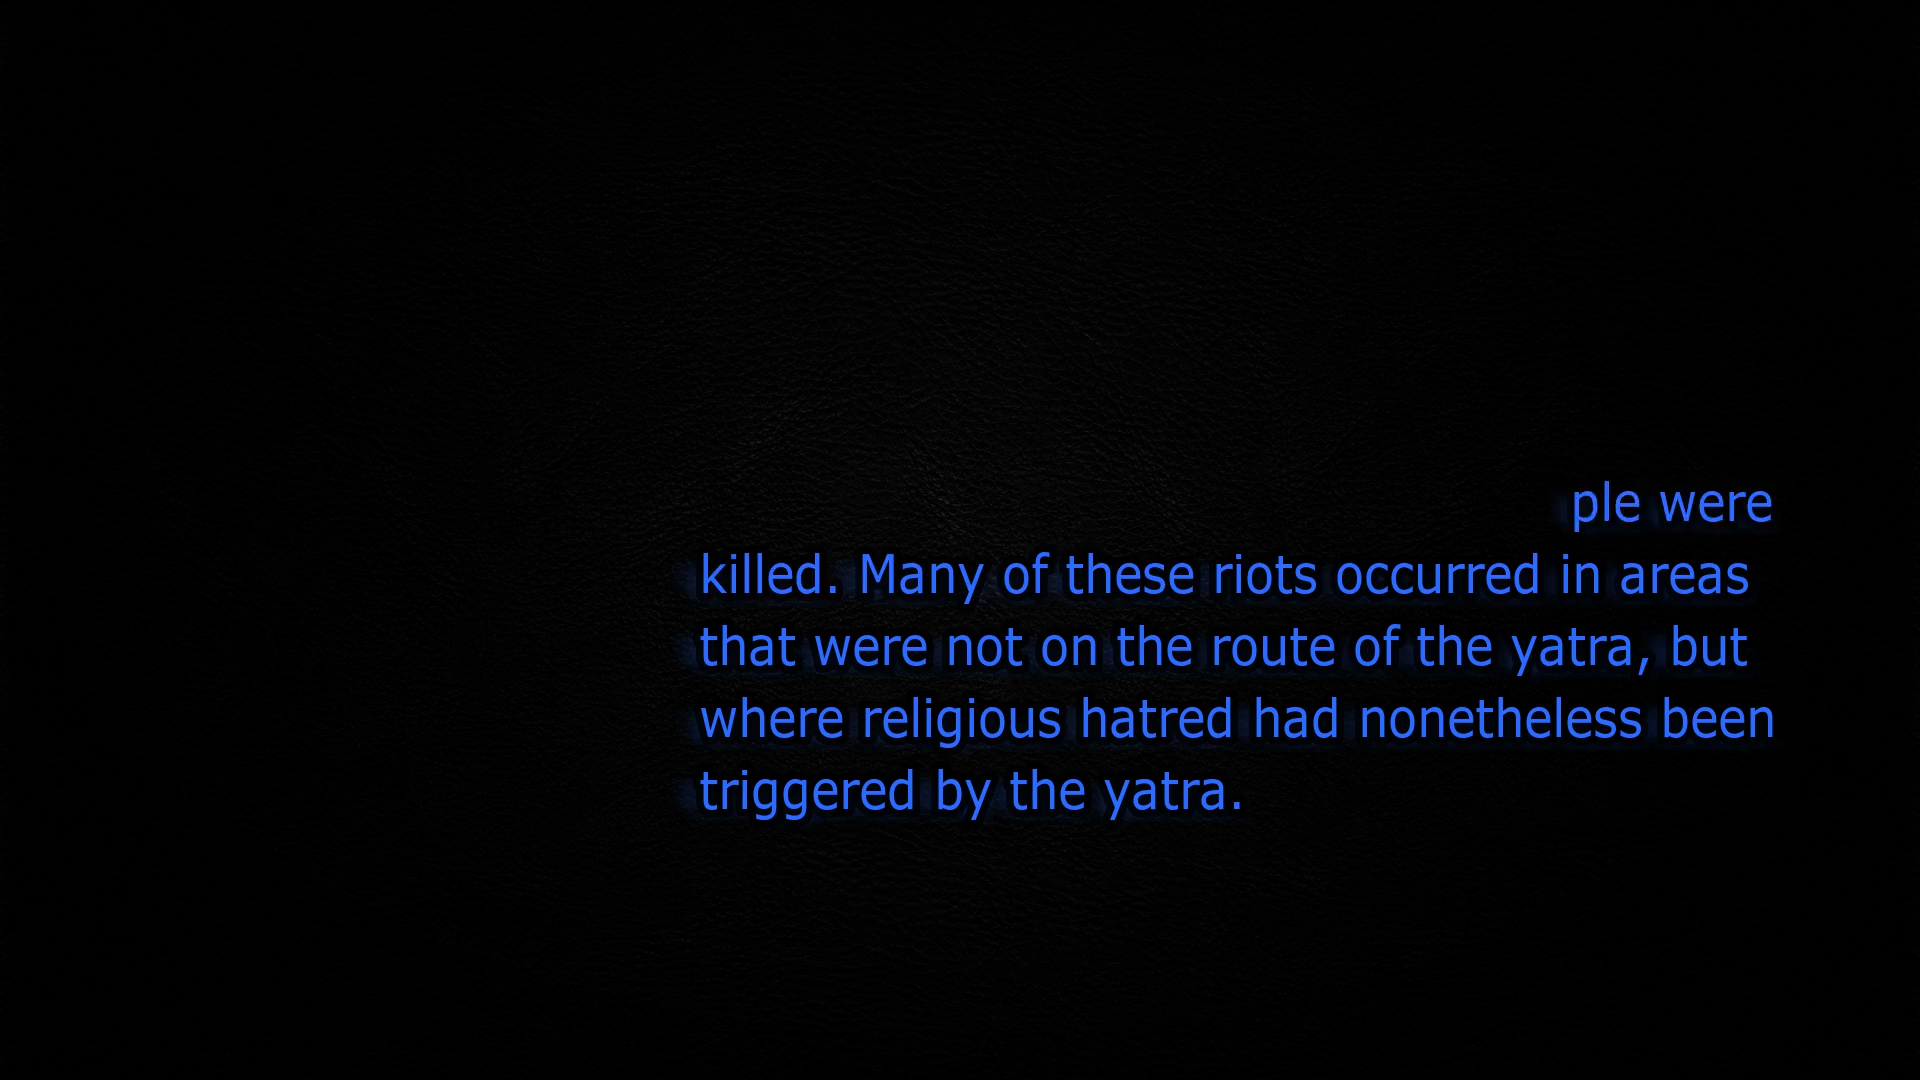 ple were
killed. Many of these riots occurred in areas
that were not on the route of the yatra, but
where religious hatred had nonetheless been
triggered by the yatra.